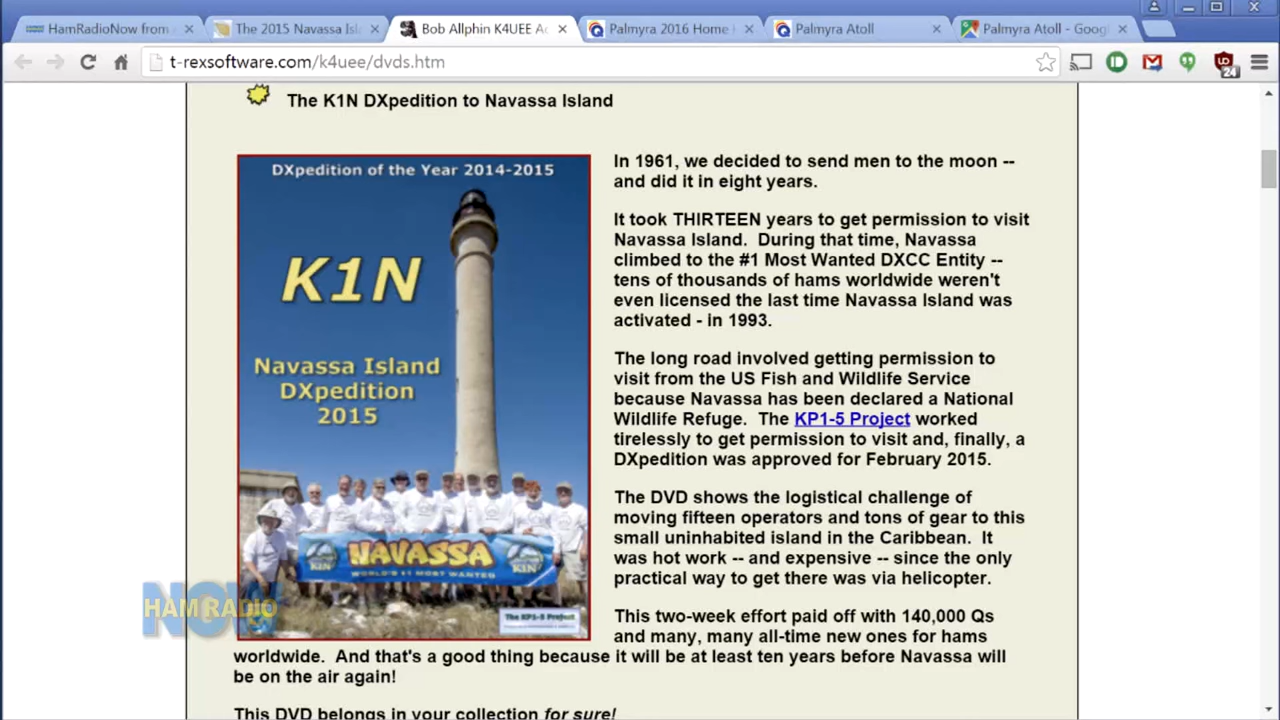 HamRadioNow from
The 2015 Navassa Isl
Bob Allphin K4UEE Ac
Palmyra 2016 Home
Palmyra Atoll
Palmyra Atoll - Goog
t-rexsoftware.com/k4uee/dvds.htm
24
The K1N DXpedition to Navassa Island
DXpedition of the Year 2014-2015
K1N
Navassa Island
DXpedition
2015
NAVASSA
WORLD'S #1 MOST WANTED
K1N
K1N
The KP1-5 Project
In 1961, we decided to send men to the moon --
and did it in eight years.
It took THIRTEEN years to get permission to visit
Navassa Island. During that time, Navassa
climbed to the #1 Most Wanted DXCC Entity --
tens of thousands of hams worldwide weren't
even licensed the last time Navassa Island was
activated - in 1993.
The long road involved getting permission to
visit from the US Fish and Wildlife Service
because Navassa has been declared a National
Wildlife Refuge. The KP1-5 Project worked
tirelessly to get permission to visit and, finally, a
DXpedition was approved for February 2015.
The DVD shows the logistical challenge of
moving fifteen operators and tons of gear to this
small uninhabited island in the Caribbean. It
was hot work -- and expensive -- since the only
practical way to get there was via helicopter.
This two-week effort paid off with 140,000 Qs
and many, many all-time new ones for hams
worldwide. And that's a good thing because it will be at least ten years before Navassa will
be on the air again!
This DVD belongs in your collection for sure!
HAM RADIO
NOW